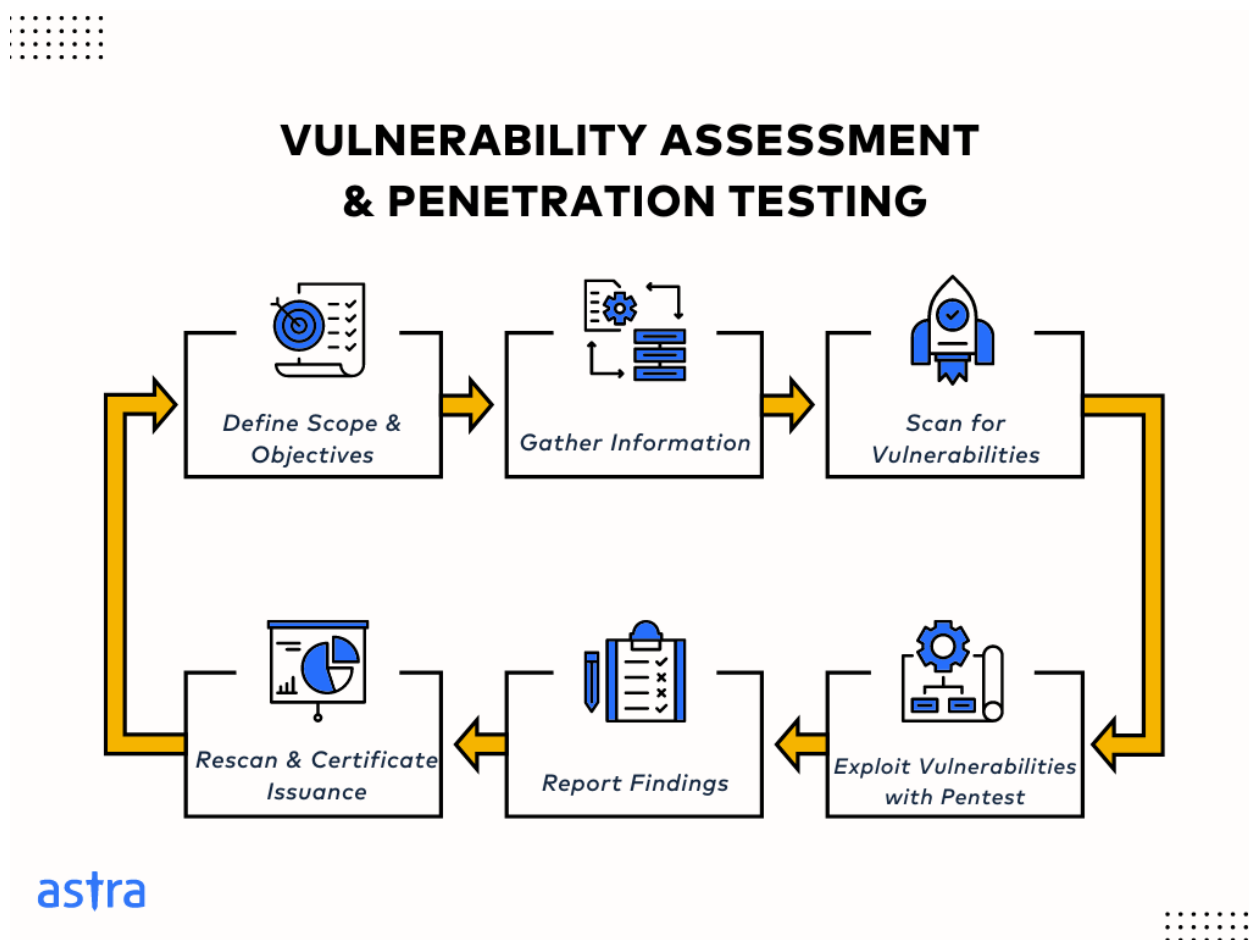 VULNERABILITY ASSESSMENT
& PENETRATION TESTING
Define Scope &
Objectives
Gather Information
Scan for
Vulnerabilities
Exploit Vulnerabilities
with Pentest
Report Findings
Rescan & Certificate
Issuance
astra